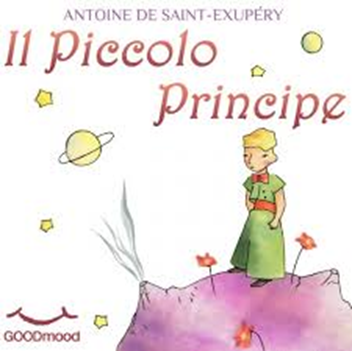 ANTOINE DE SAINT-EXUPÉRY
Il Piccolo
Principe
GOODmood